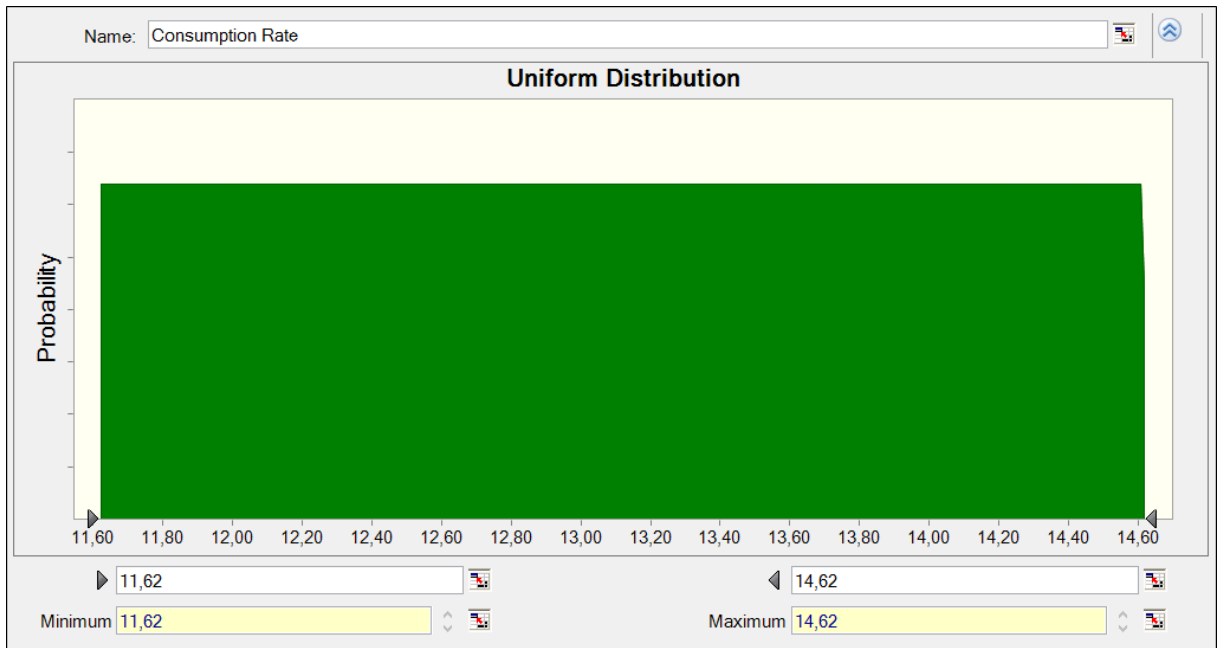 Name: Consumption Rate
Uniform Distribution
Probability
11,60 11,80 12,00 12,20 12,40 12,60 12,80 13,00 13,20 13,40 13,60 13,80 14,00 14,20 14,40 14,60
11,62 14,62
Minimum 11,62 Maximum 14,62